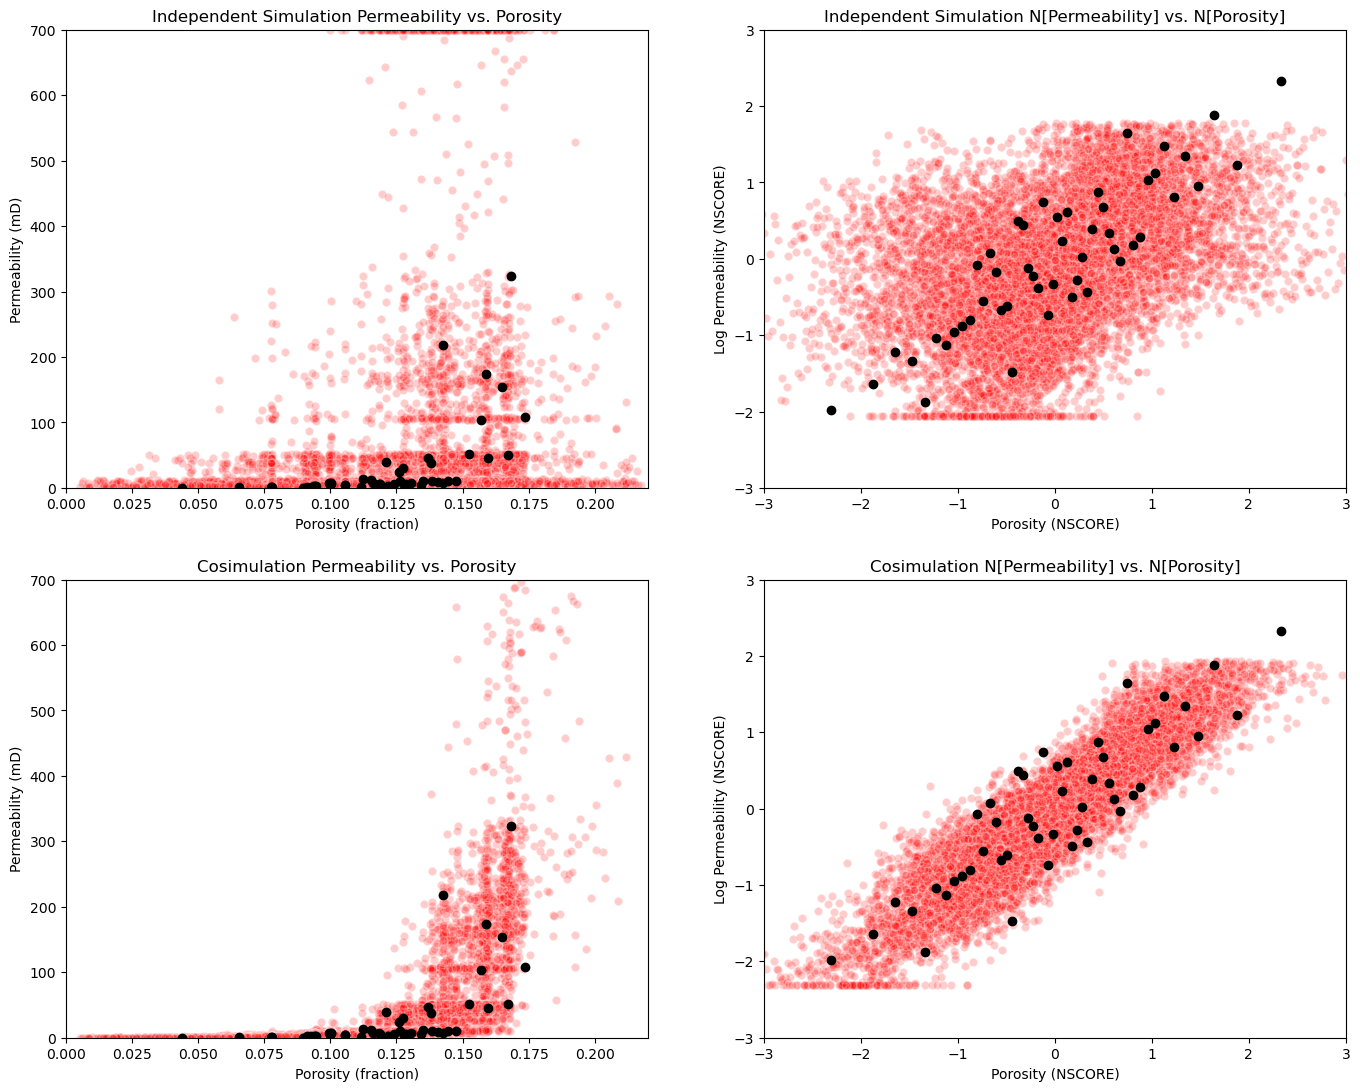 Independent Simulation Permeability vs. Porosity
700
600
500
400
300
200
100
0
Permeability (mD)
0.000 0.025 0.050 0.075 0.100 0.125 0.150 0.175 0.200
Porosity (fraction)
Independent Simulation N[Permeability] vs. N[Porosity]
3
2
1
0
−1
−2
−3
Log Permeability (NSCORE)
−3 −2 −1 0 1 2 3
Porosity (NSCORE)
Cosimulation Permeability vs. Porosity
700
600
500
400
300
200
100
0
Permeability (mD)
0.000 0.025 0.050 0.075 0.100 0.125 0.150 0.175 0.200
Porosity (fraction)
Cosimulation N[Permeability] vs. N[Porosity]
3
2
1
0
−1
−2
−3
Log Permeability (NSCORE)
−3 −2 −1 0 1 2 3
Porosity (NSCORE)